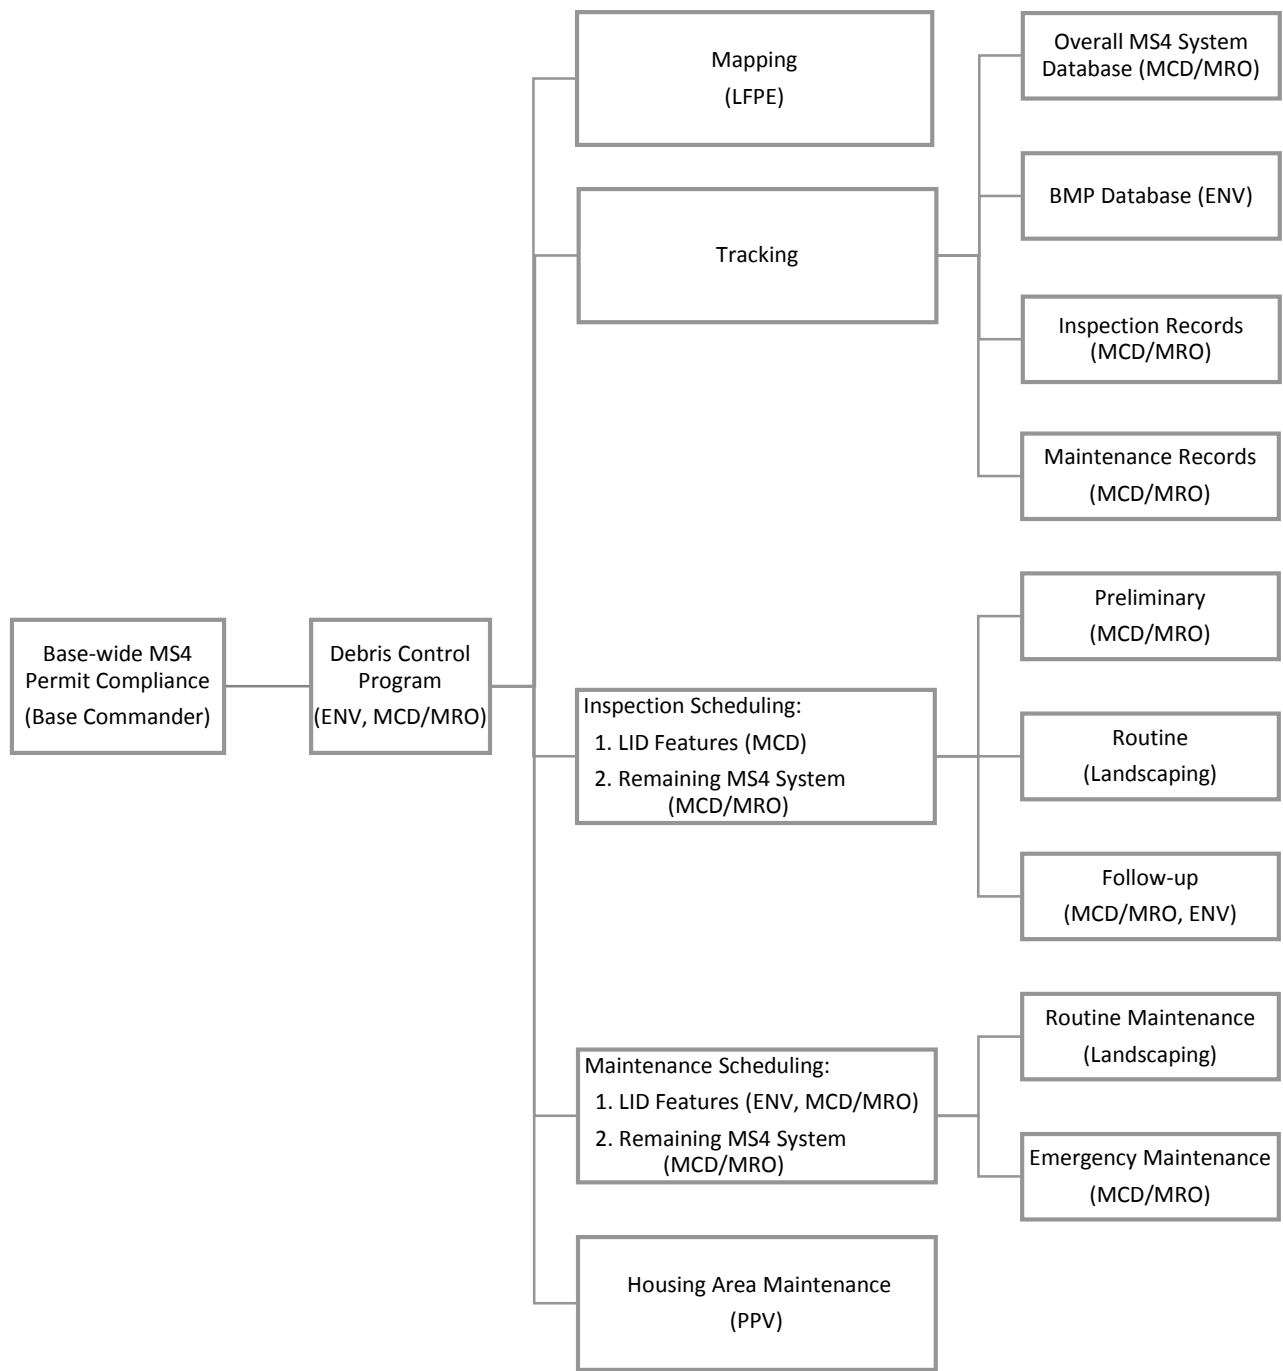 Base-wide MS4
Permit Compliance
(Base Commander)
Debris Control
Program
(ENV, MCD/MRO)
Mapping
(LFPE)
Tracking
Overall MS4 System
Database (MCD/MRO)
BMP Database (ENV)
Inspection Records
(MCD/MRO)
Maintenance Records
(MCD/MRO)
Inspection Scheduling:
1. LID Features (MCD)
2. Remaining MS4 System
(MCD/MRO)
Preliminary
(MCD/MRO)
Routine
(Landscaping)
Follow-up
(MCD/MRO, ENV)
Maintenance Scheduling:
1. LID Features (ENV, MCD/MRO)
2. Remaining MS4 System
(MCD/MRO)
Routine Maintenance
(Landscaping)
Emergency Maintenance
(MCD/MRO)
Housing Area Maintenance
(PPV)